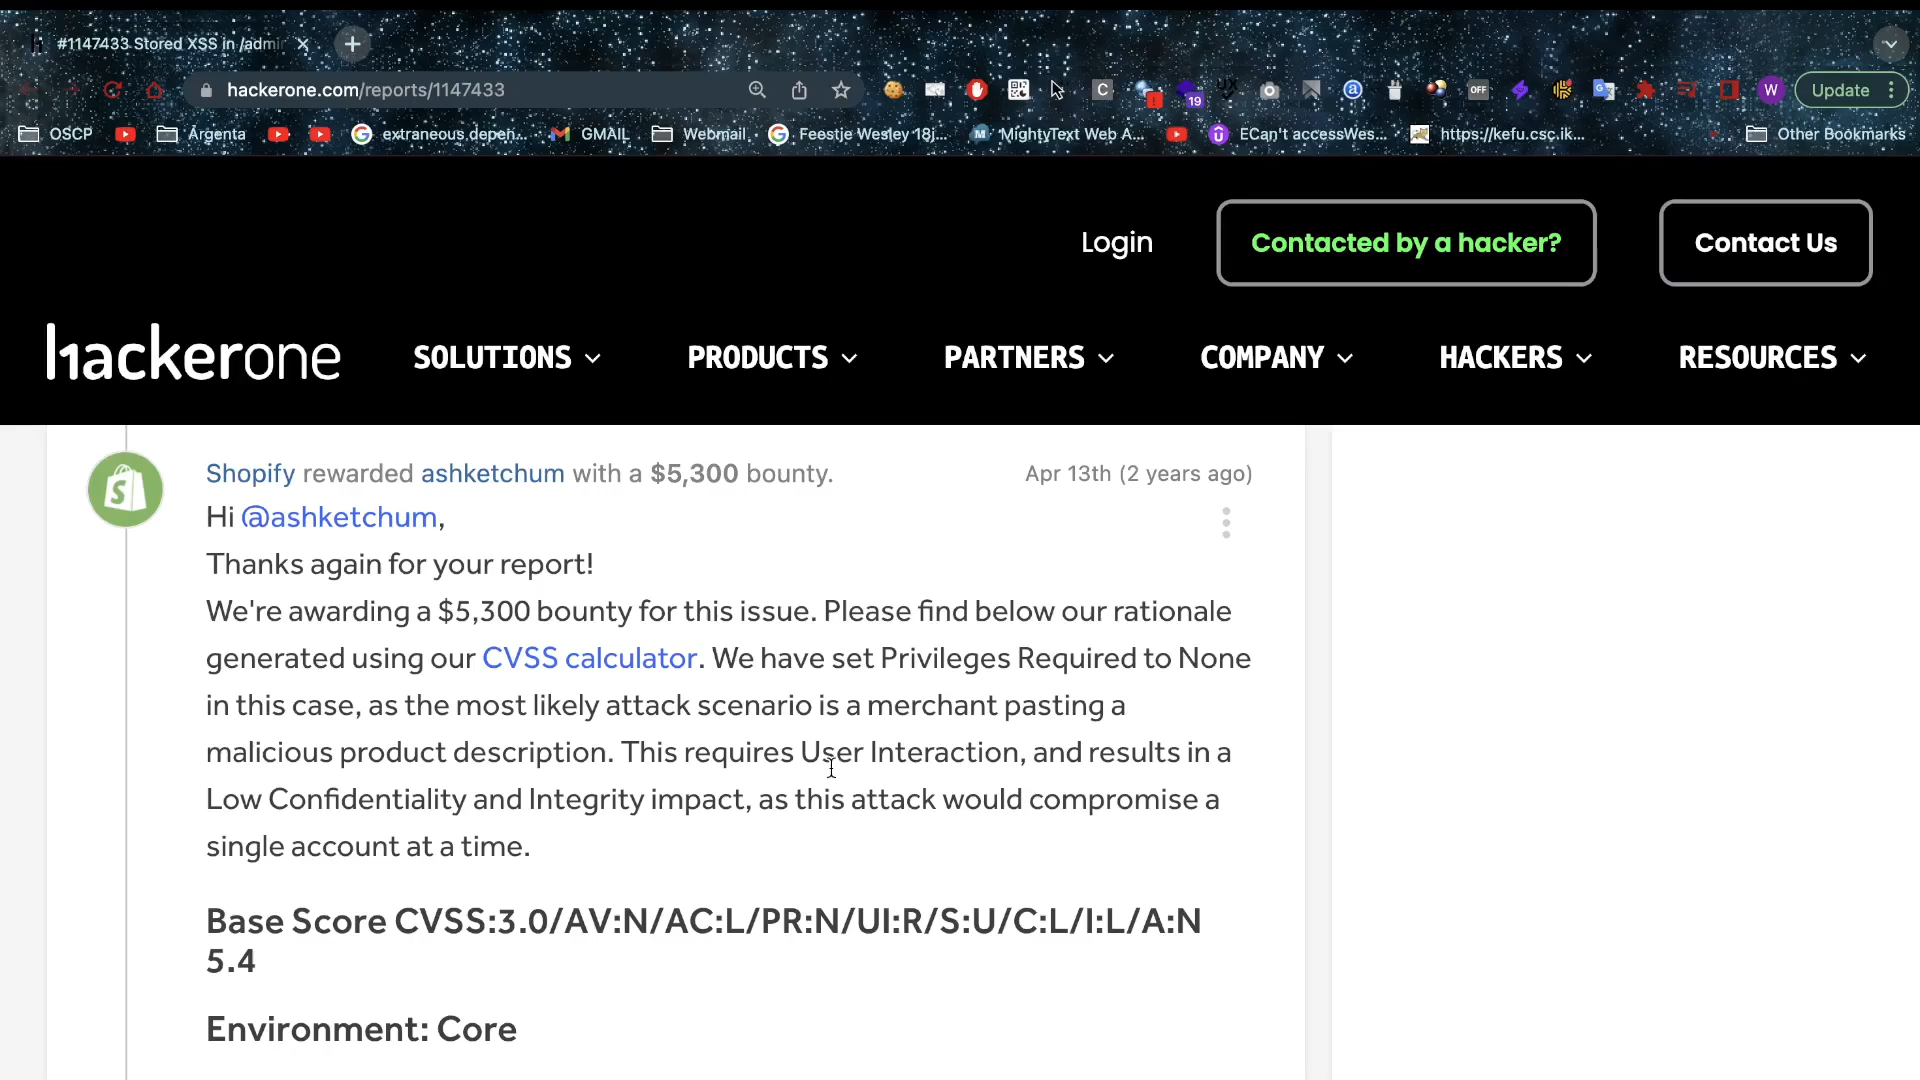 #1147433 Stored XSS in /admin
hackerone.com/reports/1147433
19
C
OFF
W
Update
OSCP
Argenta
extraneous.depen...
GMAIL
Webmail
Feestje Wesley 18j...
MightyText Web A...
ECan't accessWes...
https://kefu.csc.ik...
Other Bookmarks
Login
Contacted by a hacker?
Contact Us
hackerone
SOLUTIONS
PRODUCTS
PARTNERS
COMPANY
HACKERS
RESOURCES
Shopify rewarded ashketchum with a $5,300 bounty.
Apr 13th (2 years ago)
Hi @ashketchum,
Thanks again for your report!
We're awarding a $5,300 bounty for this issue. Please find below our rationale
generated using our CVSS calculator. We have set Privileges Required to None
in this case, as the most likely attack scenario is a merchant pasting a
malicious product description. This requires User Interaction, and results in a
Low Confidentiality and Integrity impact, as this attack would compromise a
single account at a time.
Base Score CVSS:3.0/AV:N/AC:L/PR:N/UI:R/S:U/C:L/I:L/A:N
5.4
Environment: Core